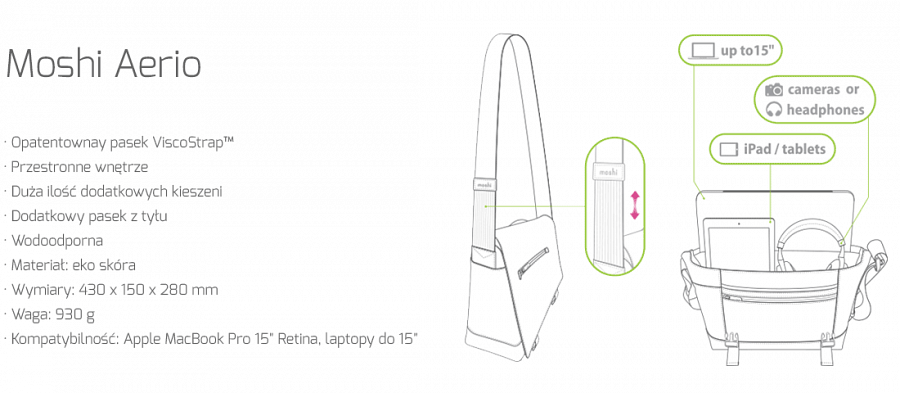 Moshi Aerio
· Opatentownay pasek ViscoStrap™
· Przestronne wnętrze
· Duża ilość dodatkowych kieszeni
· Dodatkowy pasek z tyłu
· Wodoodporna
· Materiał: eko skóra
· Wymiary: 430 x 150 x 280 mm
· Waga: 930 g
· Kompatybilność: Apple MacBook Pro 15" Retina, laptopy do 15"
moshi
moshi
up to15"
cameras or
headphones
iPad / tablets